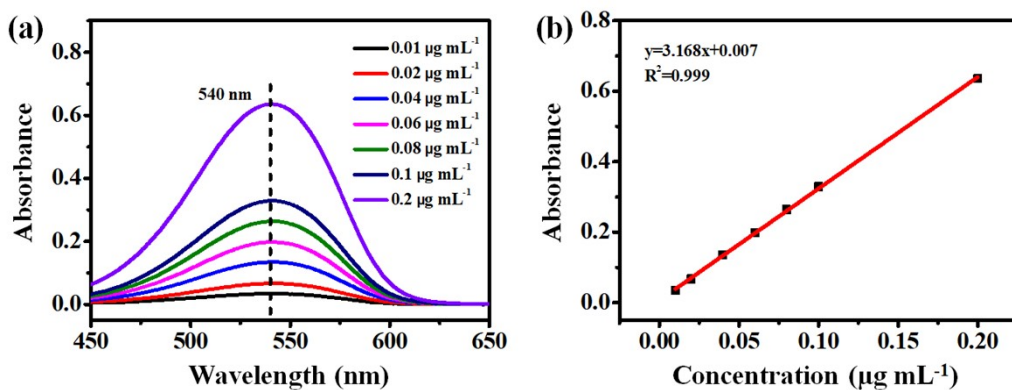 (a)
0.8
0.6
0.4
0.2
0.0
Absorbance
540 nm
0.01 µg mL⁻¹
0.02 µg mL⁻¹
0.04 µg mL⁻¹
0.06 µg mL⁻¹
0.08 µg mL⁻¹
0.1 µg mL⁻¹
0.2 µg mL⁻¹
450 500 550 600 650
Wavelength (nm)
(b)
0.8
0.6
0.4
0.2
0.0
Absorbance
y=3.168x+0.007
R²=0.999
0.00 0.05 0.10 0.15 0.20
Concentration (µg mL⁻¹)